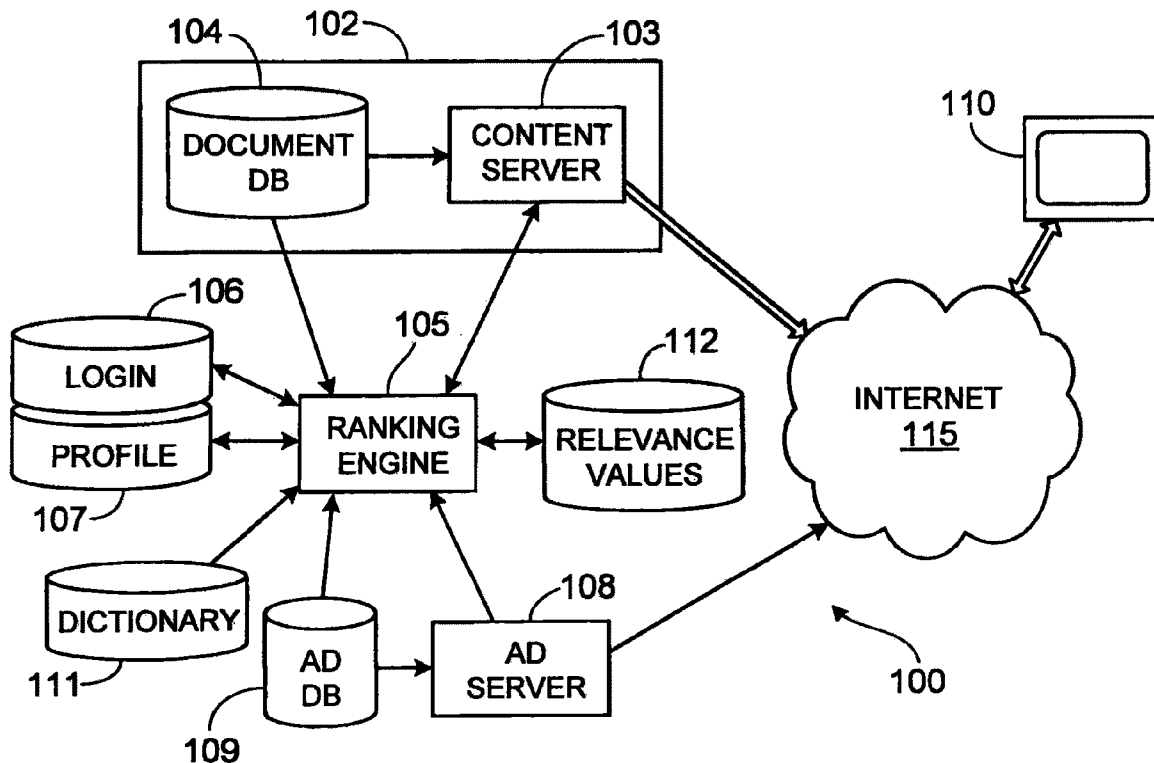 104
102
103
DOCUMENT
DB
CONTENT
SERVER
110
106
105
112
LOGIN
PROFILE
RANKING
ENGINE
RELEVANCE
VALUES
INTERNET
115
107
DICTIONARY
111
108
AD
DB
AD
SERVER
100
109